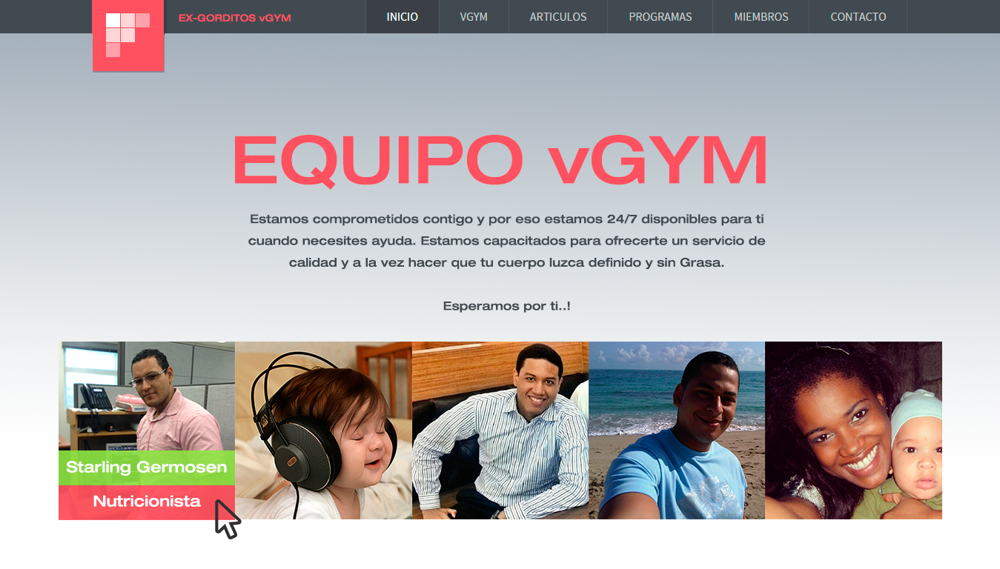 EX-GORDITOS vGYM
INICIO
VGYM
ARTICULOS
PROGRAMAS
MIEMBROS
CONTACTO
EQUIPO vGYM
Estamos comprometidos contigo y por eso estamos 24/7 disponibles para ti
cuando necesites ayuda. Estamos capacitados para ofrecerte un servicio de
calidad y a la vez hacer que tu cuerpo luzca definido y sin Grasa.
Esperamos por ti..!
Starling Germosen
Nutricionista